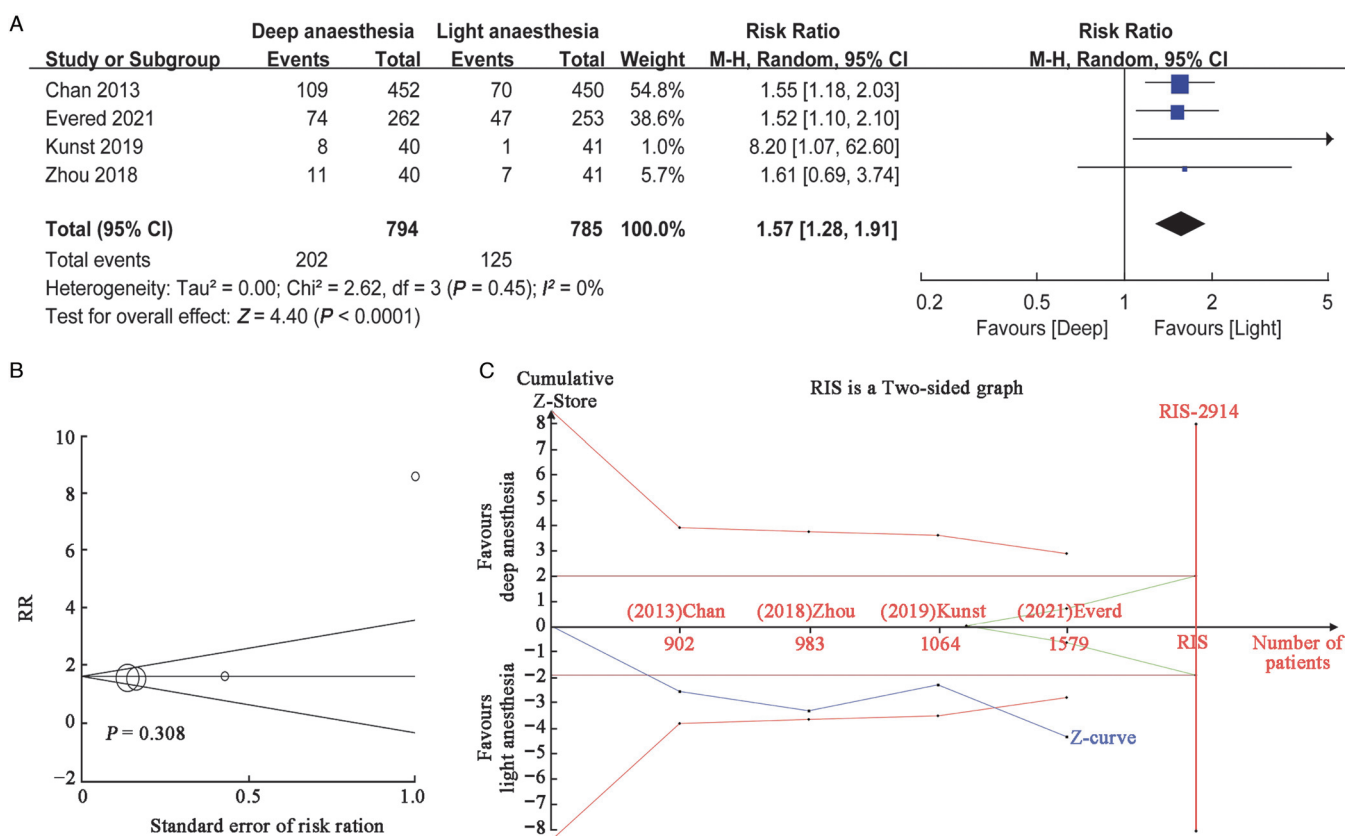 A
Deep anaesthesia Light anaesthesia Risk Ratio Risk Ratio
Study or Subgroup Events Total Events Total Weight M-H, Random, 95% CI M-H, Random, 95% CI
Chan 2013 109 452 70 450 54.8% 1.55 [1.18, 2.03]
Evered 2021 74 262 47 253 38.6% 1.52 [1.10, 2.10]
Kunst 2019 8 40 1 41 1.0% 8.20 [1.07, 62.60]
Zhou 2018 11 40 7 41 5.7% 1.61 [0.69, 3.74]
Total (95% CI) 794 785 100.0% 1.57 [1.28, 1.91]
Total events 202 125
Heterogeneity: Tau² = 0.00; Chi² = 2.62, df = 3 (P = 0.45); I² = 0%
Test for overall effect: Z = 4.40 (P < 0.0001)
0.2 0.5 1 2 5
Favours [Deep] Favours [Light]
B
10
8
6
4
2
0
−2
RR
P = 0.308
0 0.5 1.0
Standard error of risk ration
C
Cumulative
Z-Store
RIS is a Two-sided graph
RIS-2914
8
7
6
5
4
3
2
1
0
−1
−2
−3
−4
−5
−6
−7
−8
Favours
deep anesthesia
Favours
light anesthesia
(2013)Chan (2018)Zhou (2019)Kunst (2021)Everd
902 983 1064 1579 RIS Number of
patients
Z-curve